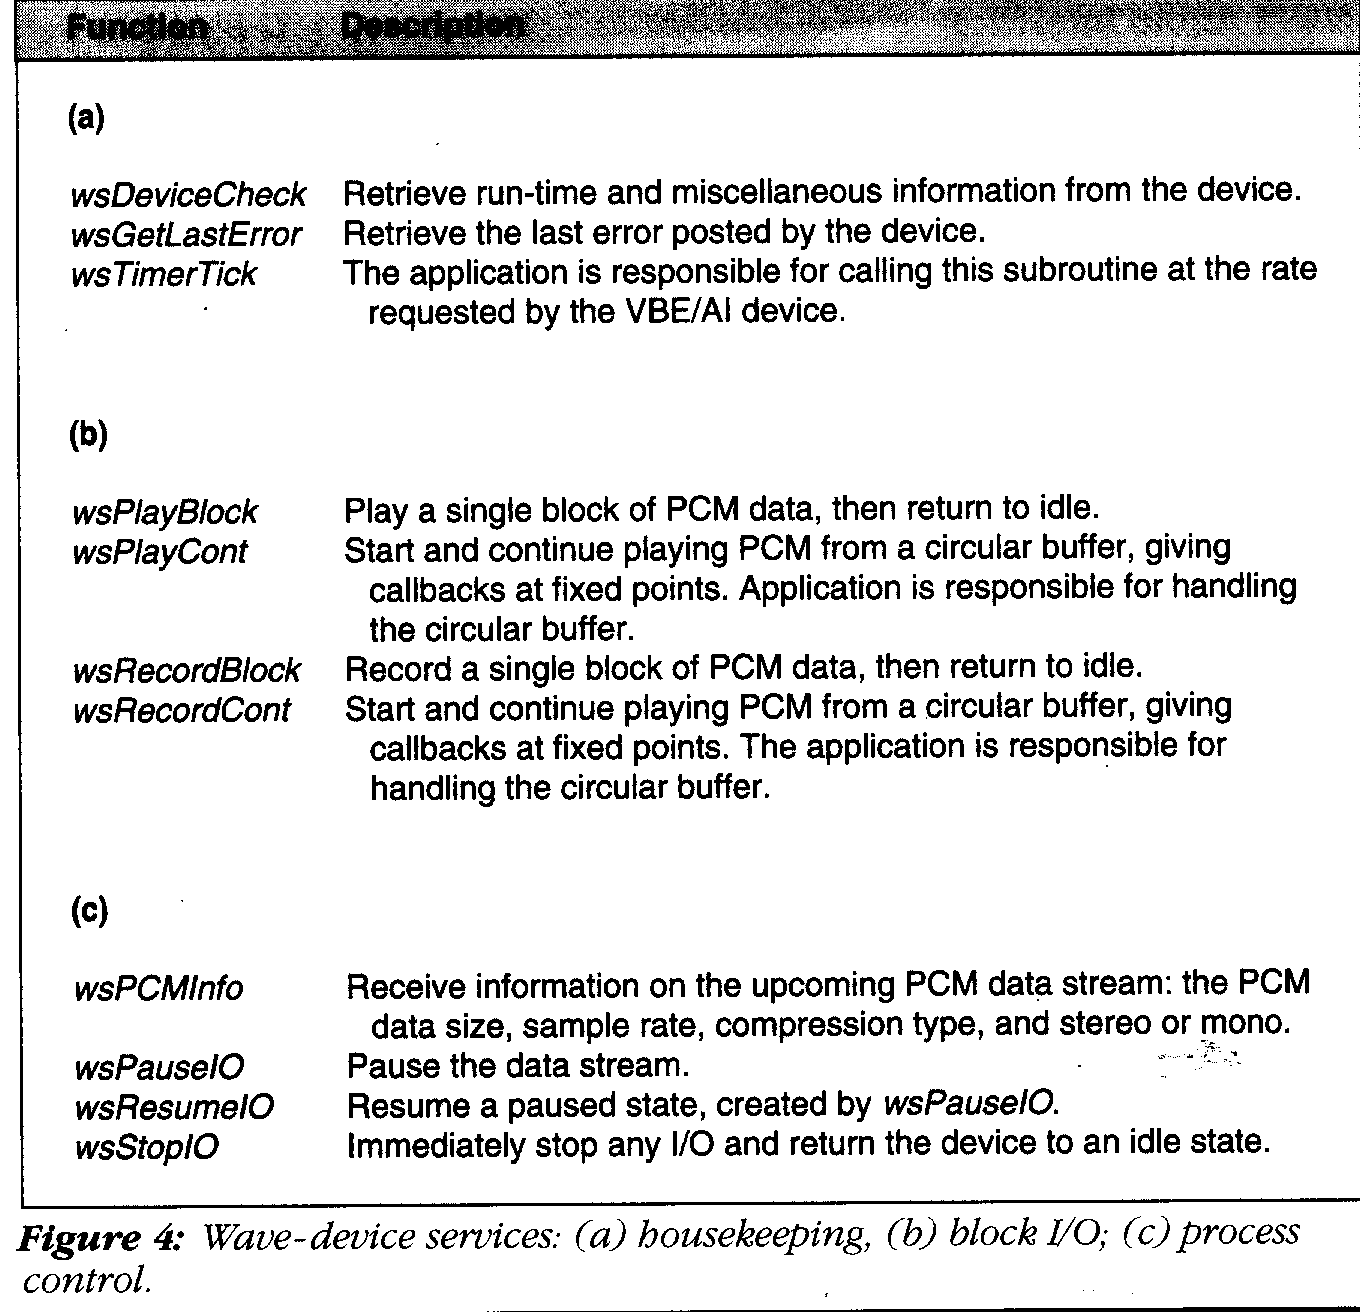 Function Description
(a)
wsDeviceCheck Retrieve run-time and miscellaneous information from the device.
wsGetLastError Retrieve the last error posted by the device.
wsTimerTick The application is responsible for calling this subroutine at the rate
requested by the VBE/AI device.
(b)
wsPlayBlock Play a single block of PCM data, then return to idle.
wsPlayCont Start and continue playing PCM from a circular buffer, giving
callbacks at fixed points. Application is responsible for handling
the circular buffer.
wsRecordBlock Record a single block of PCM data, then return to idle.
wsRecordCont Start and continue playing PCM from a circular buffer, giving
callbacks at fixed points. The application is responsible for
handling the circular buffer.
(c)
wsPCMInfo Receive information on the upcoming PCM data stream: the PCM
data size, sample rate, compression type, and stereo or mono.
wsPauseIO Pause the data stream.
wsResumeIO Resume a paused state, created by wsPauseIO.
wsStopIO Immediately stop any I/O and return the device to an idle state.
Figure 4: Wave-device services: (a) housekeeping, (b) block I/O; (c) process
control.